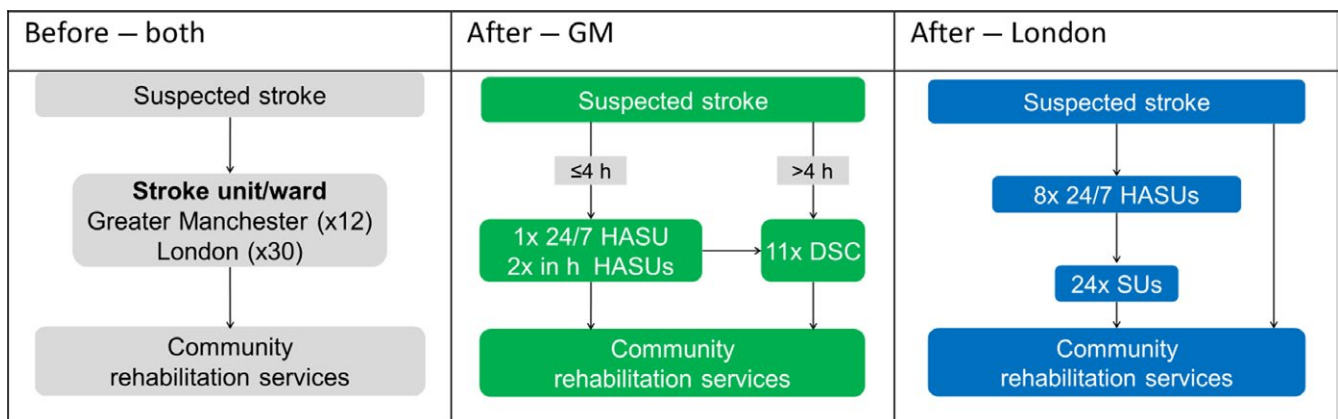 Before – both
Suspected stroke
Stroke unit/ward
Greater Manchester (x12)
London (x30)
Community
rehabilitation services
After – GM
Suspected stroke
≤4 h
>4 h
1x 24/7 HASU
2x in h  HASUs
11x DSC
Community
rehabilitation services
After – London
Suspected stroke
8x 24/7 HASUs
24x SUs
Community
rehabilitation services